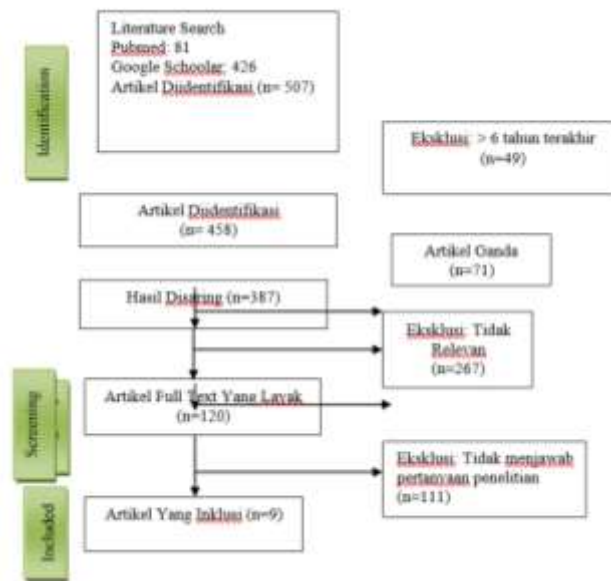 Identification
Literature Search
Pubmed: 81
Google Schoolar: 426
Artikel Diidentifikasi (n= 507)
Eksklusi: > 6 tahun terakhir
(n=49)
Artikel Diidentifikasi
(n= 458)
Artikel Ganda
(n=71)
Hasil Disaring (n=387)
Eksklusi: Tidak
Relevan
(n=267)
Screening
Artikel Full Text Yang Layak
(n=120)
Eksklusi: Tidak menjawab
pertanyaan penelitian
(n=111)
Included
Artikel Yang Inklusi (n=9)